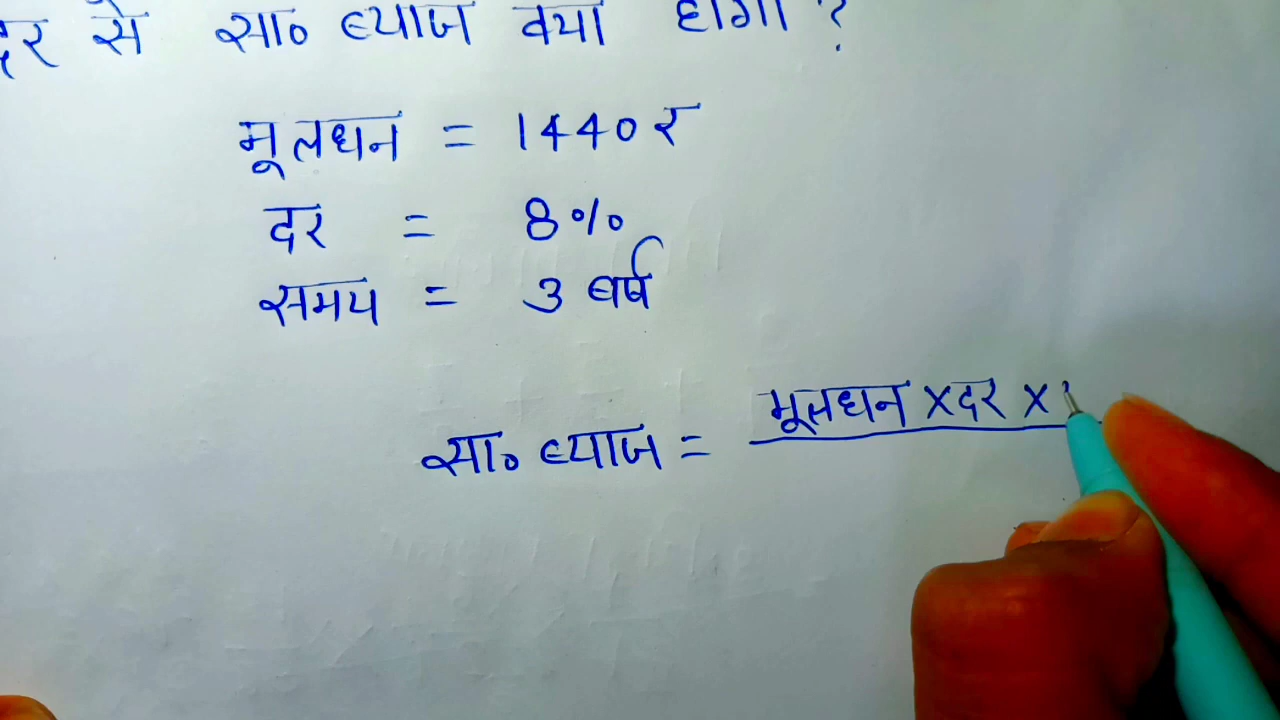 दर से सा० ब्याज क्या होगा ?
मूलधन = 1440 रु
दर = 8%
समय = 3 वर्ष
सा० ब्याज = मूलधन × दर ×